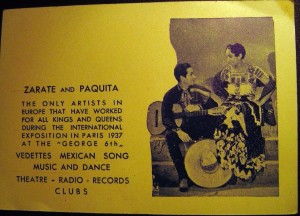 ZARATE AND PAQUITA
THE ONLY ARTISTS IN
EUROPE THAT HAVE WORKED
FOR ALL KINGS AND QUEENS
DURING THE INTERNATIONAL
EXPOSITION IN PARIS 1937
AT THE "GEORGE 6th„
VEDETTES MEXICAN SONG
MUSIC AND DANCE
THEATRE - RADIO - RECORDS
CLUBS